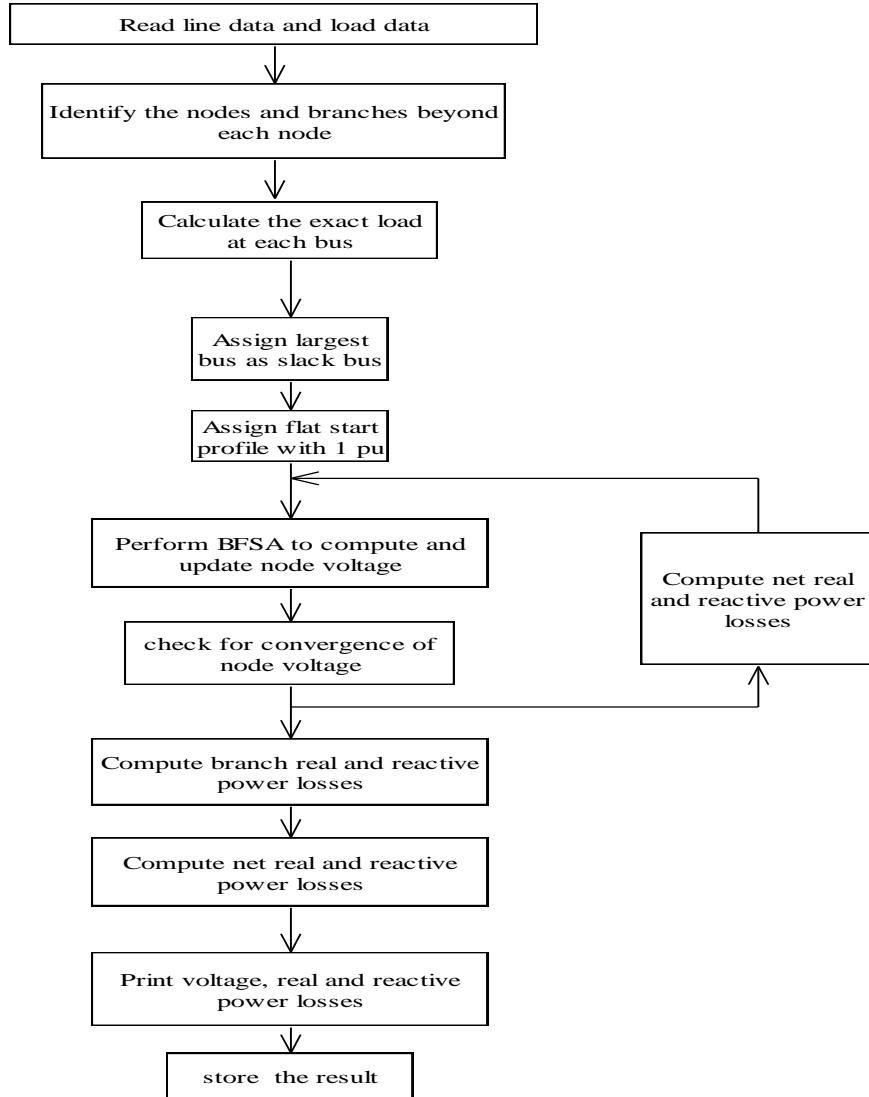 Read line data and load data
Identify the nodes and branches beyond
each node
Calculate the exact load
at each bus
Assign largest
bus as slack bus
Assign flat start
profile with 1 pu
Perform BFSA to compute and
update node voltage
Compute net real
and reactive power
losses
check for convergence of
node voltage
Compute branch real and reactive
power losses
Compute net real and reactive
power losses
Print voltage, real and reactive
power losses
store the result